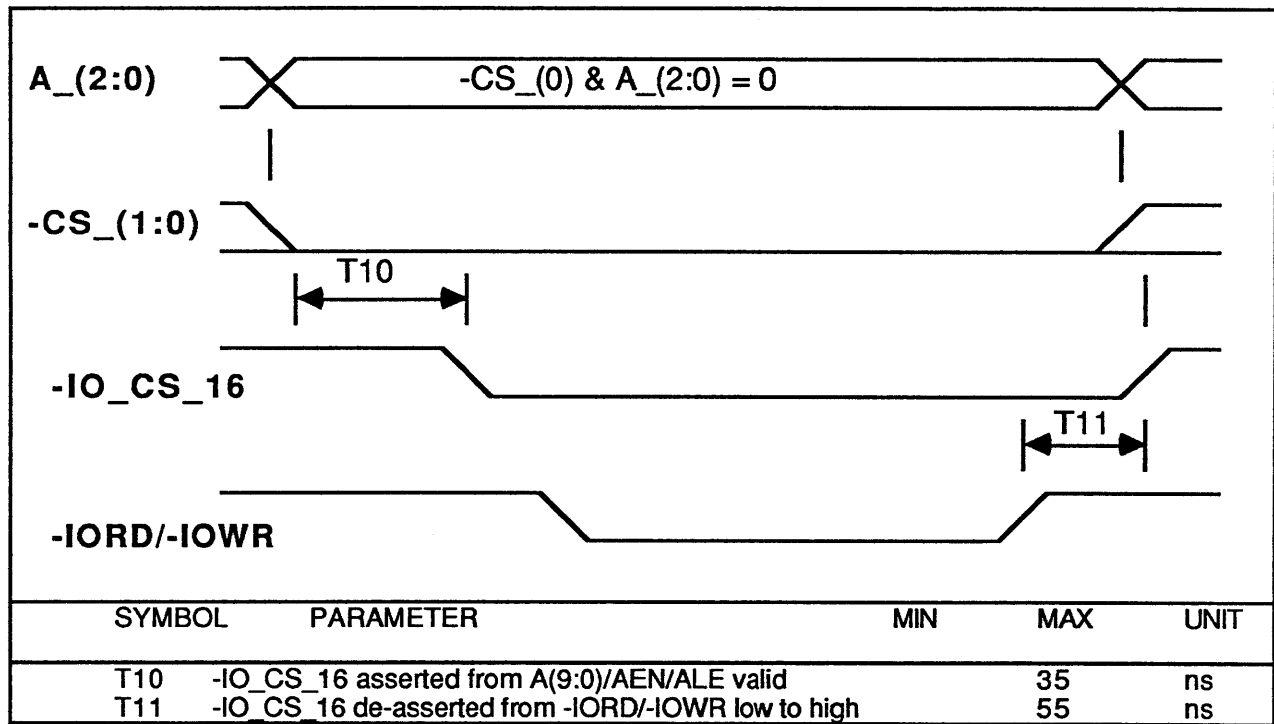 A_(2:0)
-CS_(0) & A_(2:0) = 0
-CS_(1:0)
T10
-IO_CS_16
T11
-IORD/-IOWR
SYMBOL PARAMETER MIN MAX UNIT
T10 -IO_CS_16 asserted from A(9:0)/AEN/ALE valid 35 ns
T11 -IO_CS_16 de-asserted from -IORD/-IOWR low to high 55 ns